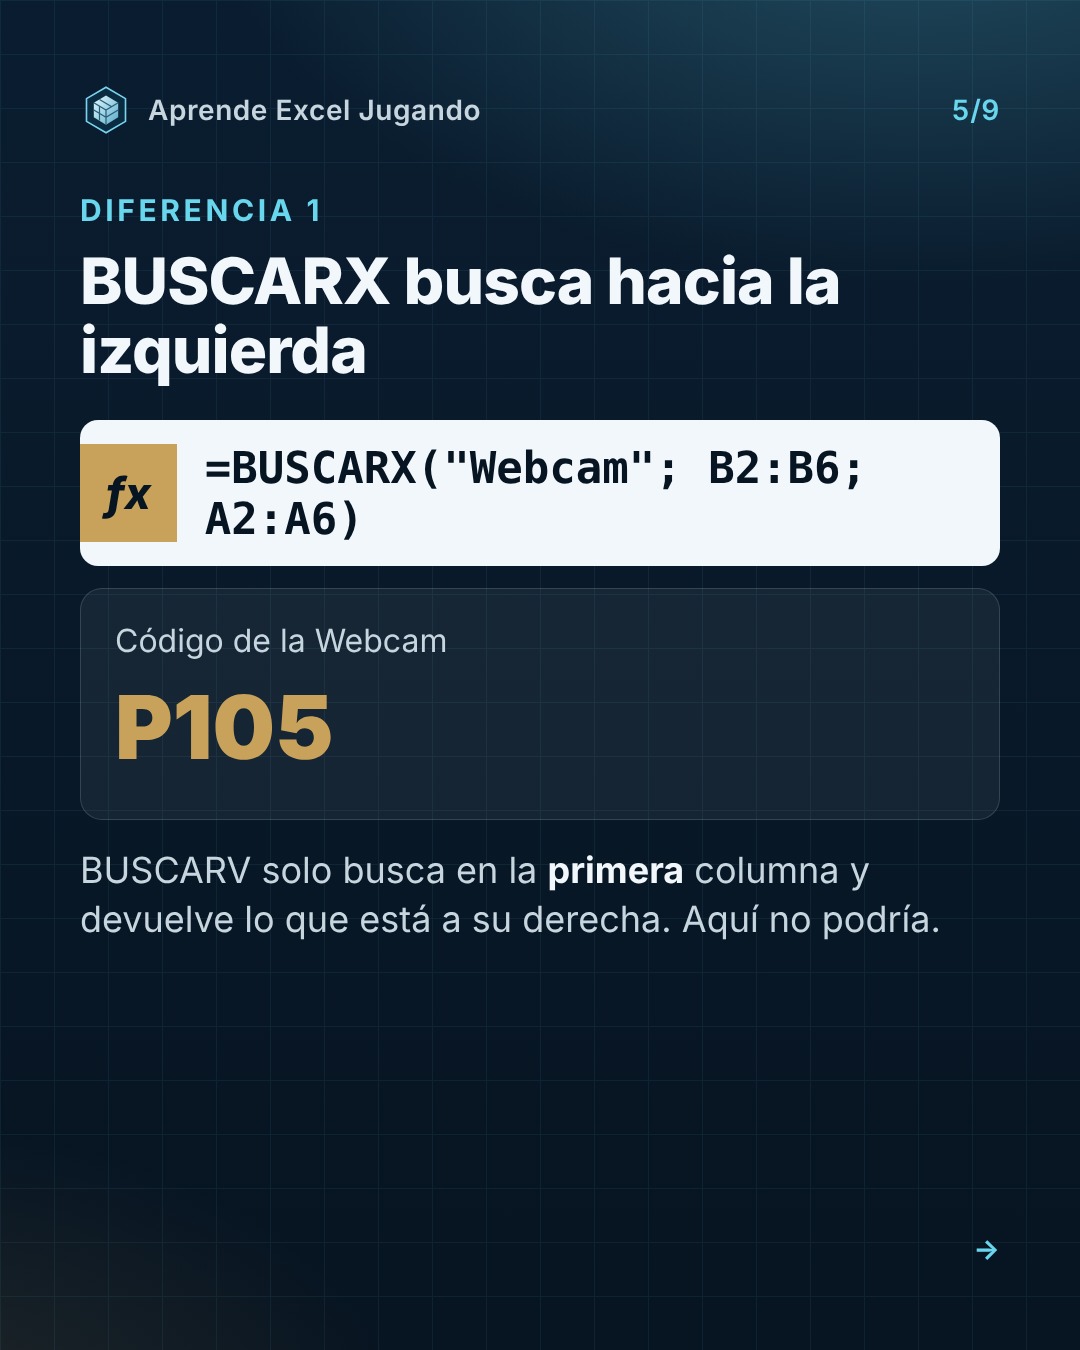 Aprende Excel Jugando
5/9
DIFERENCIA 1
BUSCARX busca hacia la
izquierda
fx
=BUSCARX("Webcam"; B2:B6;
A2:A6)
Código de la Webcam
P105
BUSCARV solo busca en la primera columna y
devuelve lo que está a su derecha. Aquí no podría.
→